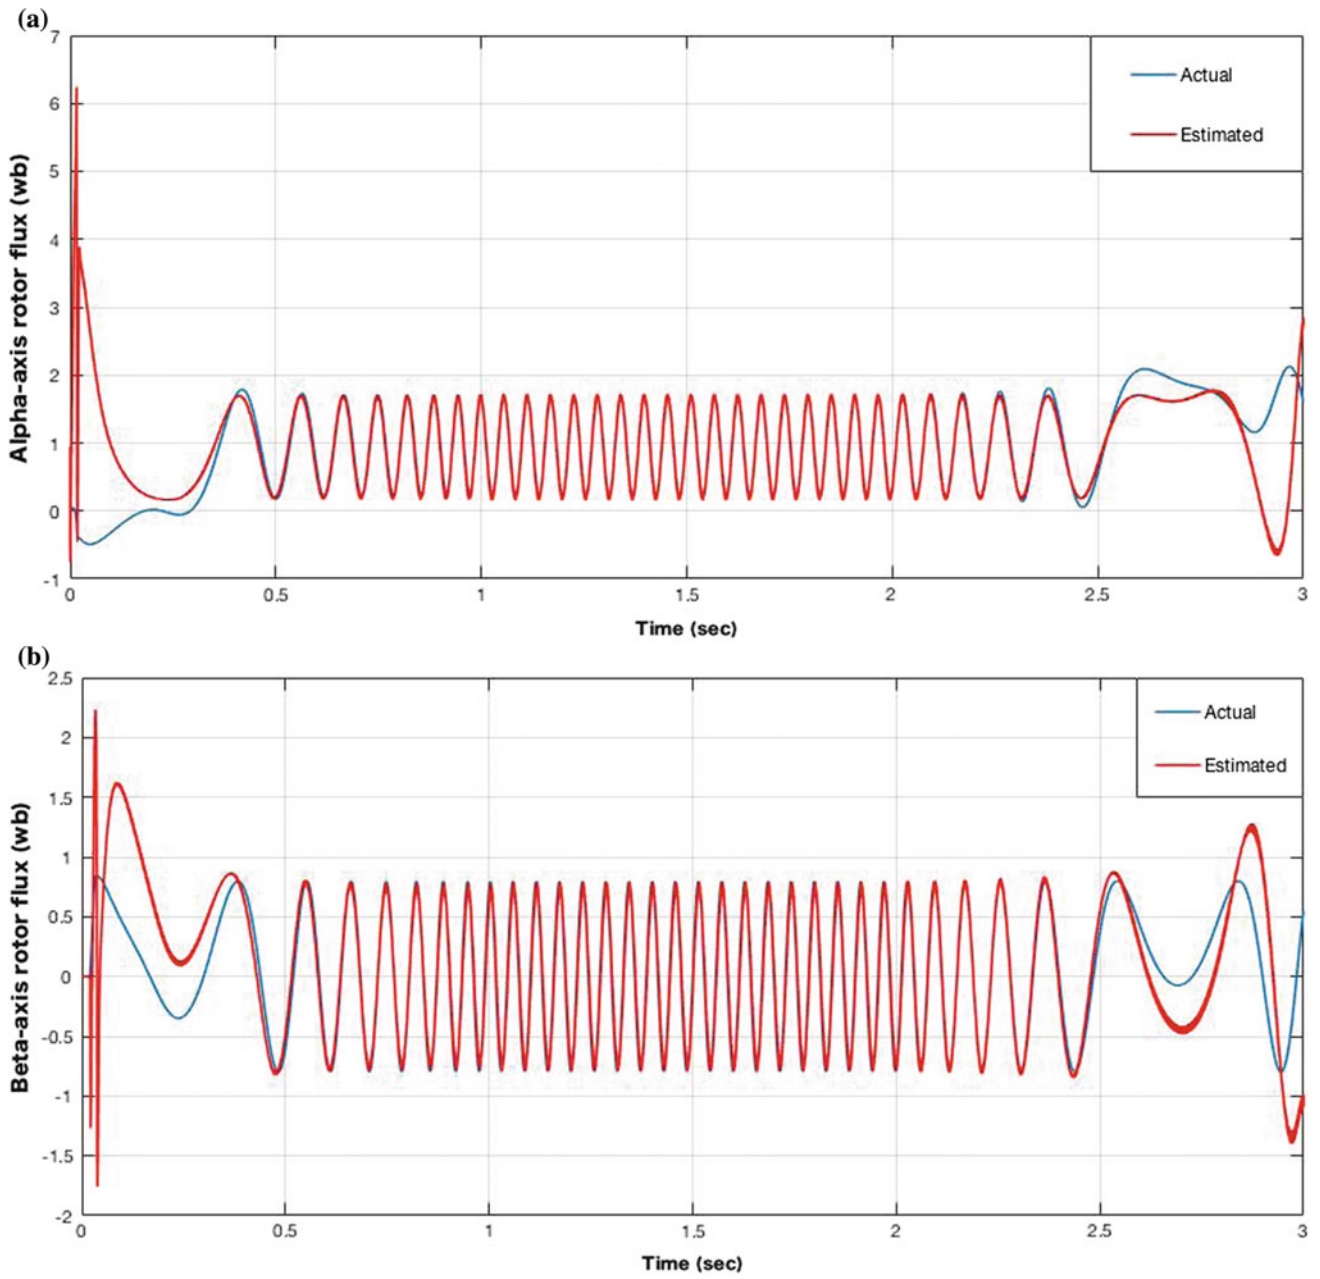 (a)
7
6
5
4
3
2
1
0
-1
Alpha-axis rotor flux (wb)
Actual
Estimated
0 0.5 1 1.5 2 2.5 3
Time (sec)
(b)
2.5
2
1.5
1
0.5
0
-0.5
-1
-1.5
-2
Beta-axis rotor flux (wb)
Actual
Estimated
0 0.5 1 1.5 2 2.5 3
Time (sec)